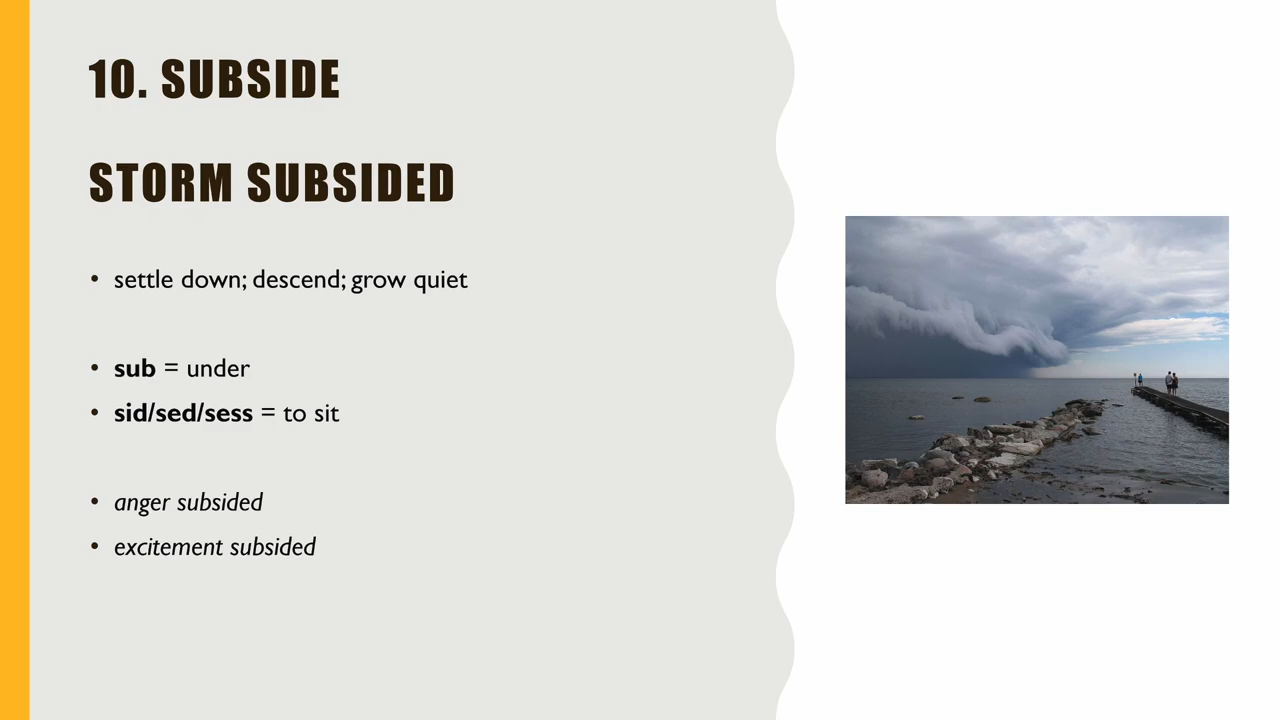 10. SUBSIDE
STORM SUBSIDED
• settle down; descend; grow quiet
• sub = under
• sid/sed/sess = to sit
• anger subsided
• excitement subsided